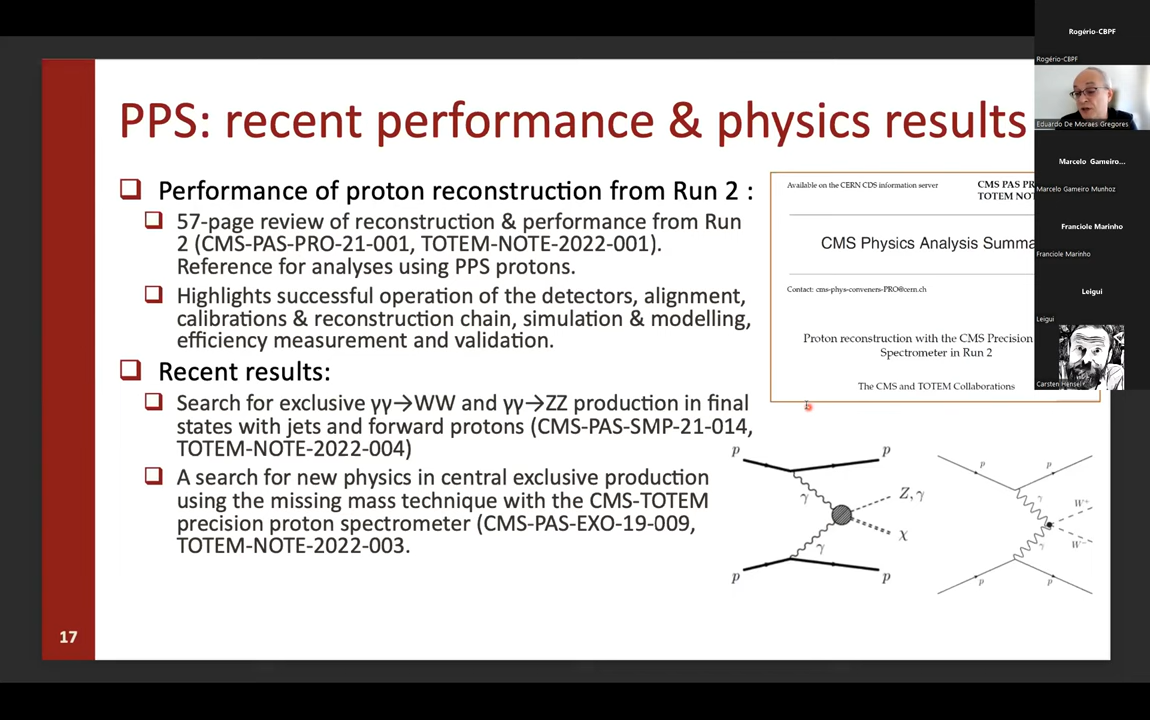 PPS: recent performance & physics results
❑ Performance of proton reconstruction from Run 2 :
❑ 57-page review of reconstruction & performance from Run
2 (CMS-PAS-PRO-21-001, TOTEM-NOTE-2022-001).
Reference for analyses using PPS protons.
❑ Highlights successful operation of the detectors, alignment,
calibrations & reconstruction chain, simulation & modelling,
efficiency measurement and validation.
❑ Recent results:
❑ Search for exclusive γγ→WW and γγ→ZZ production in final
states with jets and forward protons (CMS-PAS-SMP-21-014,
TOTEM-NOTE-2022-004)
❑ A search for new physics in central exclusive production
using the missing mass technique with the CMS-TOTEM
precision proton spectrometer (CMS-PAS-EXO-19-009,
TOTEM-NOTE-2022-003.
17
Available on the CERN CDS information server
CMS PAS PR
TOTEM NO
CMS Physics Analysis Summa
Contact: cms-phys-conveners-PRO@cern.ch
Proton reconstruction with the CMS Precision
Spectrometer in Run 2
The CMS and TOTEM Collaborations
p
p
γ
Z, γ
χ
γ
p
p
p
p
γ
W+
γ
W−
p
p
Rogério-CBPF
Rogério-CBPF
Eduardo De Moraes Gregores
Marcelo Gameiro...
Marcelo Gameiro Munhoz
Franciole Marinho
Franciole Marinho
Leigui
Leigui
Carsten Hensel